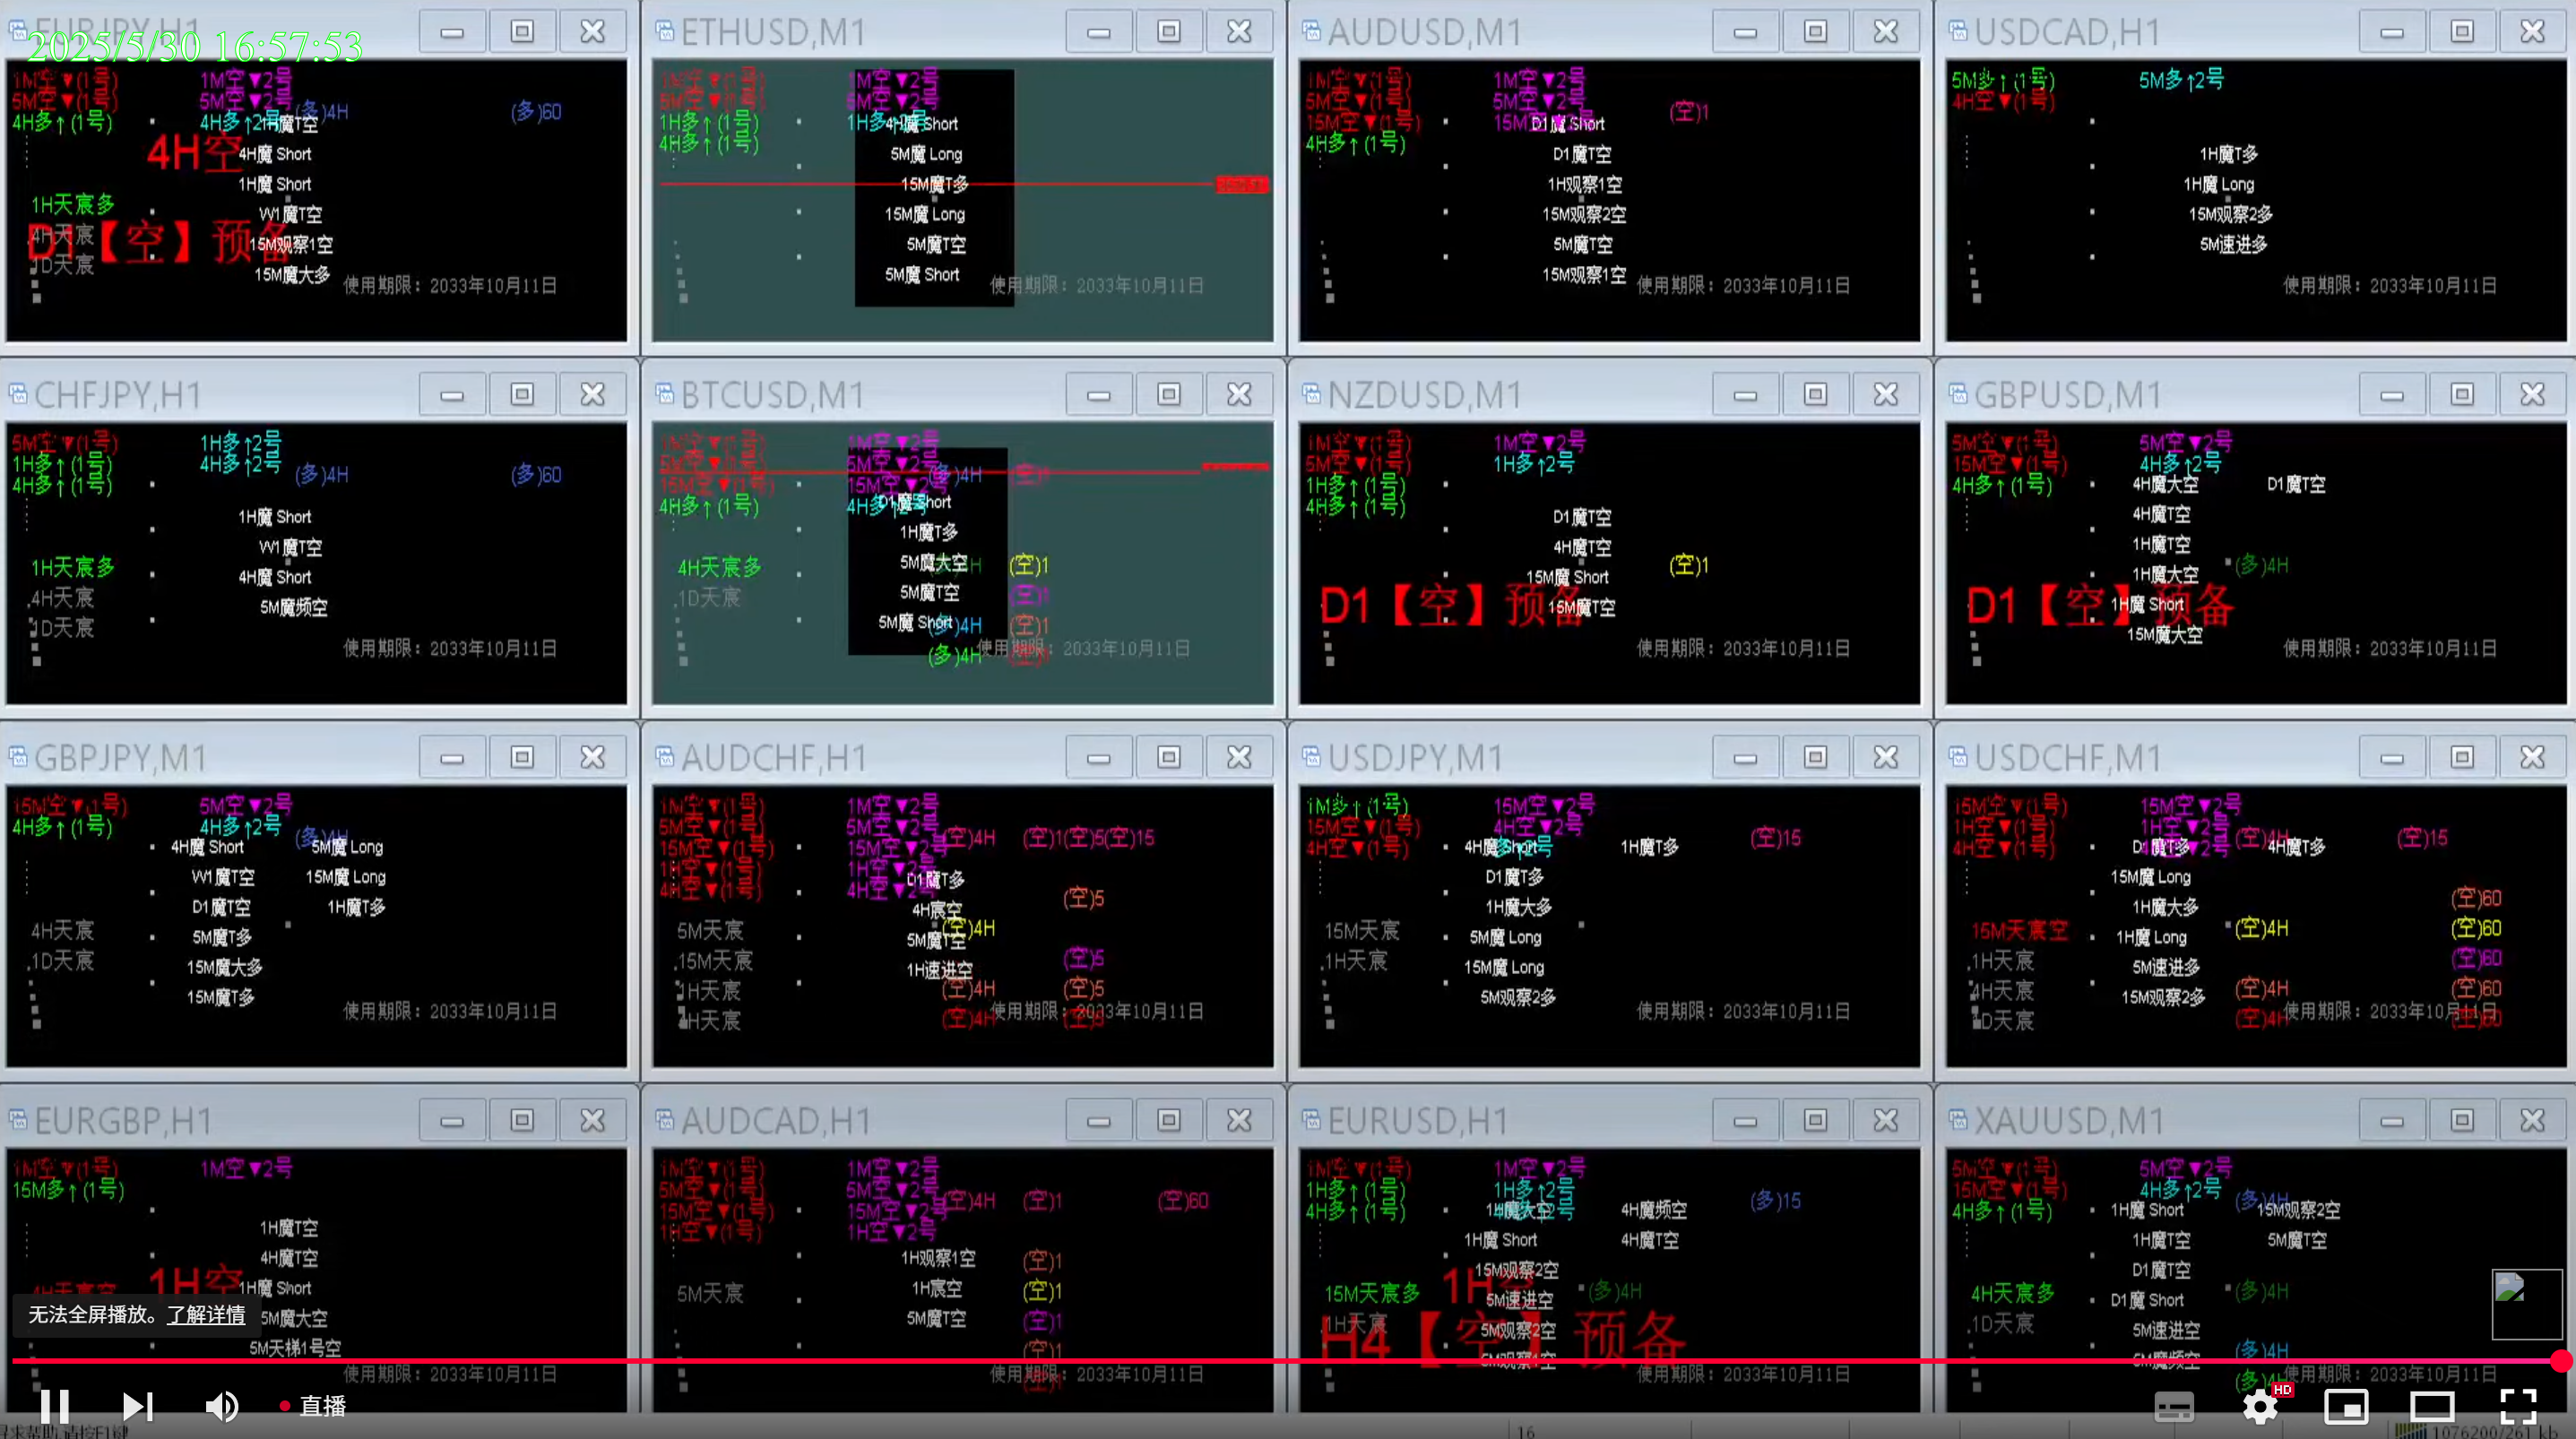 2025/5/30 16:57:53
EURJPY,H1
1M空▼(1号) 1M空▼2号
5M空▼(1号) 5M空▼2号 (多)4H (多)60
4H多↑(1号) 4H多↑2号 1H魔T空
4H空 4H魔 Short
1H魔 Short
1H天宸多 W1魔T空
4H天宸 15M观察1空
D1【空】预备
1D天宸 15M魔大多
使用期限：2033年10月11日
ETHUSD,M1
1M空▼(1号) 1M空▼2号
5M空▼(1号) 5M空▼2号
1H多↑(1号) 1H多↑2号 4H魔 Short
4H多↑(1号) 5M魔 Long
15M魔T多
15M魔 Long
5M魔T空
5M魔 Short
使用期限：2033年10月11日
AUDUSD,M1
1M空▼(1号) 1M空▼2号
5M空▼(1号) 5M空▼2号 (空)1
15M空▼(1号) D1魔 Short
4H多↑(1号) D1魔T空
1H观察1空
15M观察2空
5M魔T空
15M观察1空
使用期限：2033年10月11日
USDCAD,H1
5M多↑(1号) 5M多↑2号
4H空▼(1号)
1H魔T多
1H魔 Long
15M观察2多
5M速进多
使用期限：2033年10月11日
CHFJPY,H1
5M空▼(1号) 1H多↑2号
1H多↑(1号) 4H多↑2号 (多)4H (多)60
4H多↑(1号)
1H魔 Short
W1魔T空
1H天宸多 4H魔 Short
4H天宸 5M魔频空
1D天宸
使用期限：2033年10月11日
BTCUSD,M1
1M空▼(1号) 1M空▼2号
5M空▼(1号) 5M空▼2号 (多)4H (空)1
15M空▼(1号) 15M空▼2号
4H多↑(1号) 4H多↑2号 D1魔 Short
1H魔T多
4H天宸多 5M魔大空 (空)1
1D天宸 5M魔T空 (空)1
5M魔 Short (多)4H (空)1
(多)4H
使用期限：2033年10月11日
NZDUSD,M1
1M空▼(1号) 1M空▼2号
5M空▼(1号) 1H多↑2号
1H多↑(1号)
4H多↑(1号) D1魔T空
4H魔T空 (空)1
15M魔 Short
D1【空】预备 15M魔T空
使用期限：2033年10月11日
GBPUSD,M1
5M空▼(1号) 5M空▼2号
15M空▼(1号) 4H多↑2号
4H多↑(1号) 4H魔大空 D1魔T空
4H魔T空
1H魔T空 (多)4H
1H魔大空
D1【空】预备 1H魔 Short
15M魔大空
使用期限：2033年10月11日
GBPJPY,M1
15M空▼(1号) 5M空▼2号
4H多↑(1号) 4H多↑2号 (多)4H
4H魔 Short 5M魔 Long
W1魔T空 15M魔 Long
D1魔T空 1H魔T多
4H天宸 5M魔T多
1D天宸 15M魔大多
15M魔T多
使用期限：2033年10月11日
AUDCHF,H1
1M空▼(1号) 1M空▼2号
5M空▼(1号) 5M空▼2号 (空)4H (空)1(空)5(空)15
15M空▼(1号) 15M空▼2号
1H空▼(1号) 1H空▼2号 D1魔T多
4H空▼(1号) 4H空▼2号 (空)5
4H宸空
5M天宸 5M魔T空 (空)4H
15M天宸 1H速进空 (空)5
1H天宸 (空)4H (空)5
4H天宸 (空)4H
使用期限：2033年10月11日
USDJPY,M1
1M多↑(1号) 15M空▼2号
15M空▼(1号) 4H空▼2号 (空)15
4H空▼(1号) 4H魔 Short 1H魔T多
D1魔T多
1H魔大多
15M天宸 5M魔 Long
1H天宸 15M魔 Long
5M观察2多
使用期限：2033年10月11日
USDCHF,M1
15M空▼(1号) 15M空▼2号
1H空▼(1号) 1H空▼2号 (空)4H (空)15
4H空▼(1号) D1魔T多 4H魔T多
15M魔 Long (空)60
1H魔大多
15M天宸空 1H魔 Long (空)4H (空)60
1H天宸 5M速进多 (空)60
4H天宸 15M观察2多 (空)4H (空)60
1D天宸 (空)4H (空)60
使用期限：2033年10月11日
EURGBP,H1
1M空▼(1号) 1M空▼2号
15M多↑(1号)
1H魔T空
4H魔T空
4H天宸空 1H空 1H魔 Short
5M魔大空
5M天梯1号空
使用期限：2033年10月11日
AUDCAD,H1
1M空▼(1号) 1M空▼2号
5M空▼(1号) 5M空▼2号 (空)4H (空)1 (空)60
15M空▼(1号) 15M空▼2号
1H空▼(1号) 1H空▼2号
1H观察1空 (空)1
5M天宸 1H宸空 (空)1
5M魔T空 (空)1
(空)1
(空)1
使用期限：2033年10月11日
EURUSD,H1
1M空▼(1号) 1M空▼2号
1H多↑(1号) 1H多↑2号 (多)15
4H多↑(1号) 1H魔大空 4H魔频空
1H魔 Short 4H魔T空
15M观察2空
15M天宸多 1H空 5M速进空 (多)4H
1H天宸 5M观察2空
H4【空】预备
5M观察1空
使用期限：2033年10月11日
XAUUSD,M1
5M空▼(1号) 5M空▼2号
15M空▼(1号) 4H多↑2号 (多)4H
4H多↑(1号) 1H魔 Short 15M观察2空
1H魔T空 5M魔T空
D1魔T空
4H天宸多 D1魔 Short (多)4H
1D天宸 5M速进空
5M魔频空 (多)4H
(多)4H
使用期限：2033年10月11日
无法全屏播放。了解详情
直播
HD
寻求帮助,请按F1键
16
1076200/261 kb